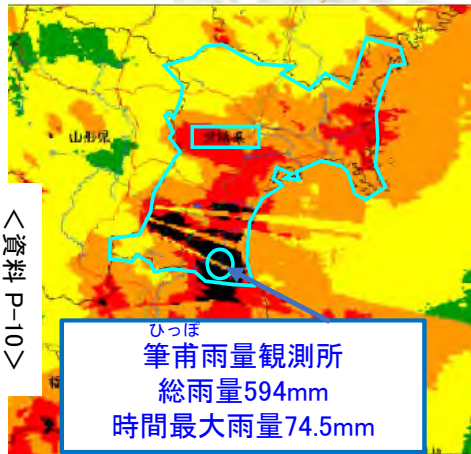 山形県
宮城県
＜資料 P-10＞
ひっぽ
筆甫雨量観測所
総雨量594mm
時間最大雨量74.5mm